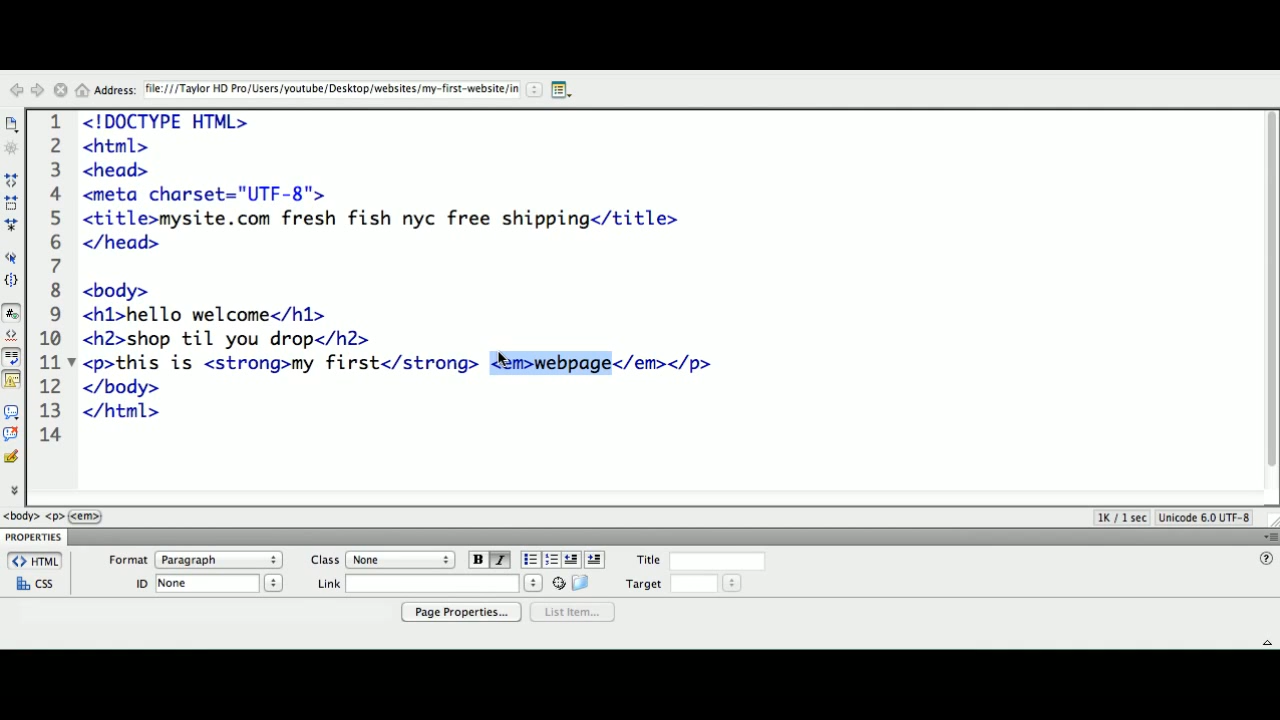 Address: file:///Taylor HD Pro/Users/youtube/Desktop/websites/my-first-website/in
1 <!DOCTYPE HTML>
2 <html>
3 <head>
4 <meta charset="UTF-8">
5 <title>mysite.com fresh fish nyc free shipping</title>
6 </head>
7
8 <body>
9 <h1>hello welcome</h1>
10 <h2>shop til you drop</h2>
11 <p>this is <strong>my first</strong> <em>webpage</em></p>
12 </body>
13 </html>
14
<body> <p> <em> 1K / 1 sec Unicode 6.0 UTF-8
PROPERTIES
<> HTML Format Paragraph Class None B I Title
CSS ID None Link Target
Page Properties... List Item...